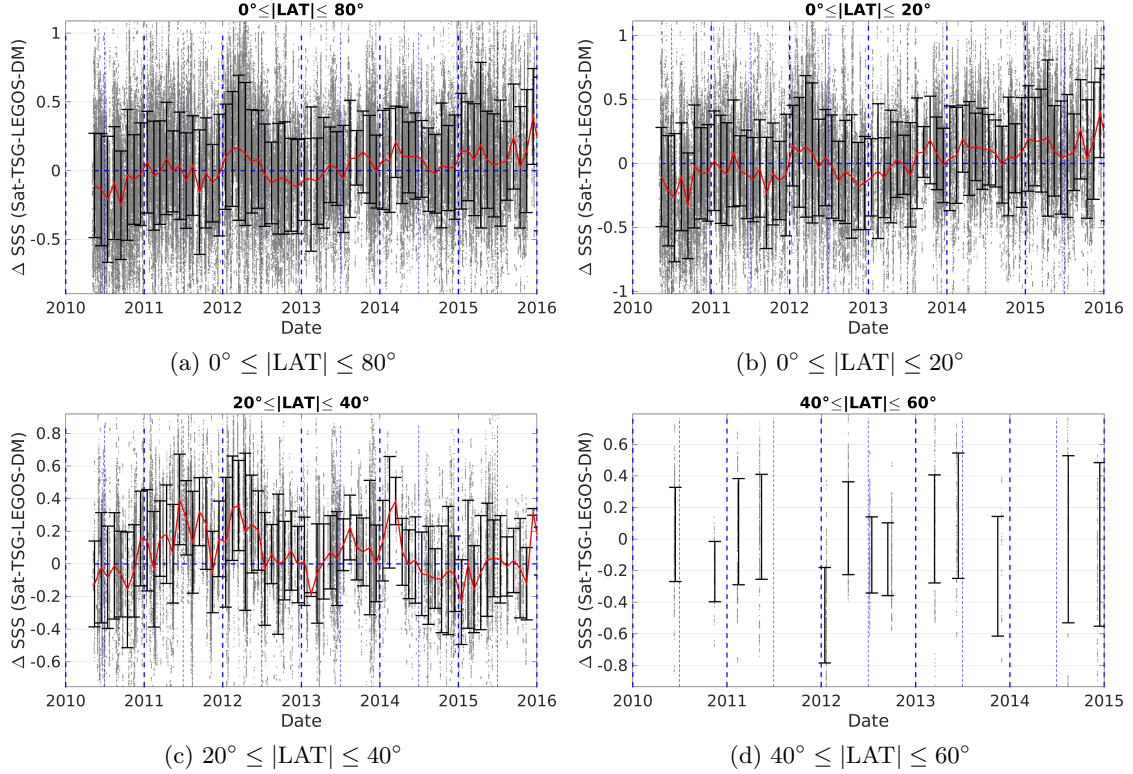 0°≤|LAT|≤ 80°
Δ SSS (Sat-TSG-LEGOS-DM)
1
0.5
0
-0.5
2010 2011 2012 2013 2014 2015 2016
Date
(a) 0° ≤ |LAT| ≤ 80°
0°≤|LAT|≤ 20°
Δ SSS (Sat-TSG-LEGOS-DM)
1
0.5
0
-0.5
-1
2010 2011 2012 2013 2014 2015 2016
Date
(b) 0° ≤ |LAT| ≤ 20°
20°≤|LAT|≤ 40°
Δ SSS (Sat-TSG-LEGOS-DM)
0.8
0.6
0.4
0.2
0
-0.2
-0.4
-0.6
2010 2011 2012 2013 2014 2015 2016
Date
(c) 20° ≤ |LAT| ≤ 40°
40°≤|LAT|≤ 60°
Δ SSS (Sat-TSG-LEGOS-DM)
0.6
0.4
0.2
0
-0.2
-0.4
-0.6
-0.8
2010 2011 2012 2013 2014 2015
Date
(d) 40° ≤ |LAT| ≤ 60°